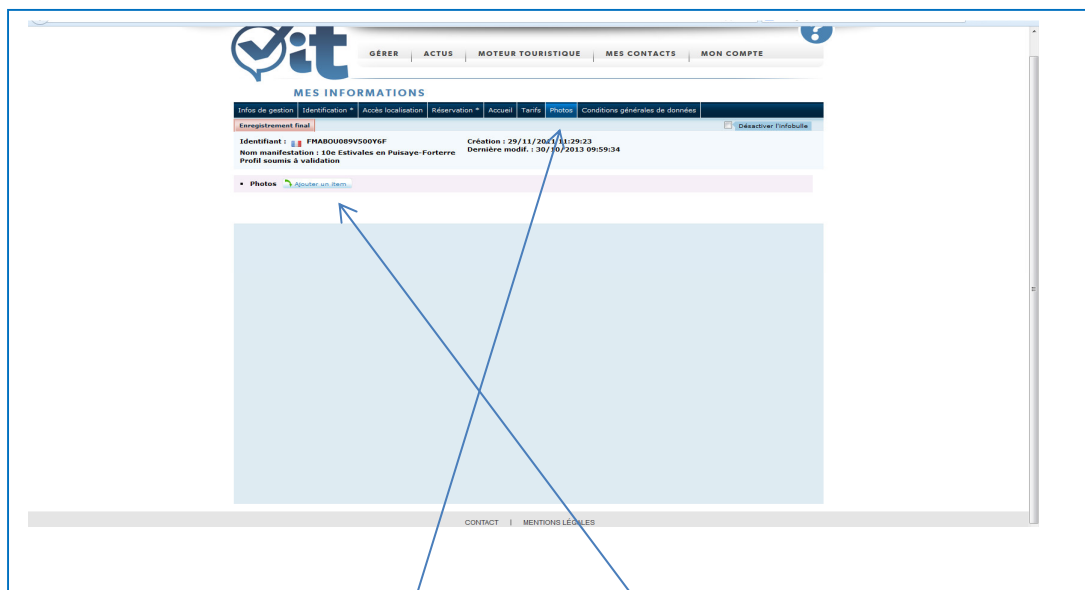 Vit
GÉRER | ACTUS | MOTEUR TOURISTIQUE | MES CONTACTS | MON COMPTE
?
MES INFORMATIONS
Infos de gestion Identification * Accès localisation Réservation * Accueil Tarifs Photos Conditions générales de données
Enregistrement final Désactiver l'infobulle
Identifiant : FMABOU089V500Y6F Création : 29/11/2011 11:29:23
Nom manifestation : 10e Estivales en Puisaye-Forterre Dernière modif. : 30/10/2013 09:59:34
Profil soumis à validation
• Photos Ajouter un item
CONTACT | MENTIONS LÉGALES